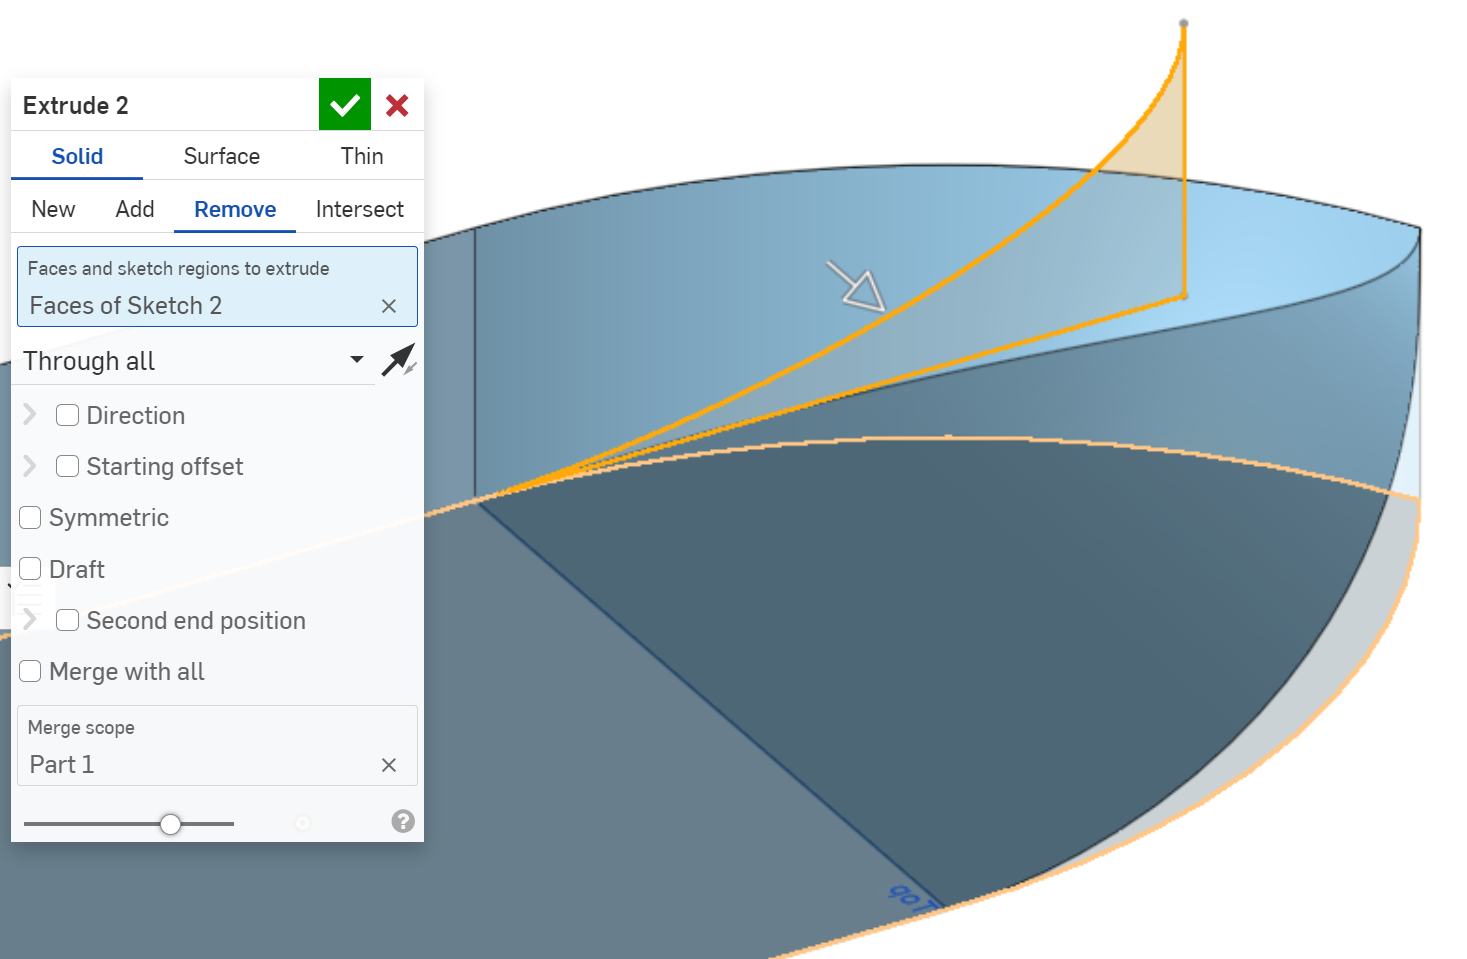 Extrude 2
Solid Surface Thin
New Add Remove Intersect
Faces and sketch regions to extrude
Faces of Sketch 2
Through all
Direction
Starting offset
Symmetric
Draft
Second end position
Merge with all
Merge scope
Part 1
?
Top